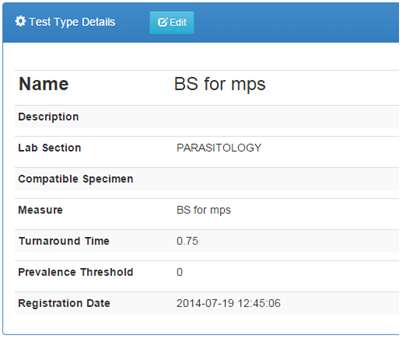 Test Type Details Edit
Name BS for mps
Description
Lab Section PARASITOLOGY
Compatible Specimen
Measure BS for mps
Turnaround Time 0.75
Prevalence Threshold 0
Registration Date 2014-07-19 12:45:06